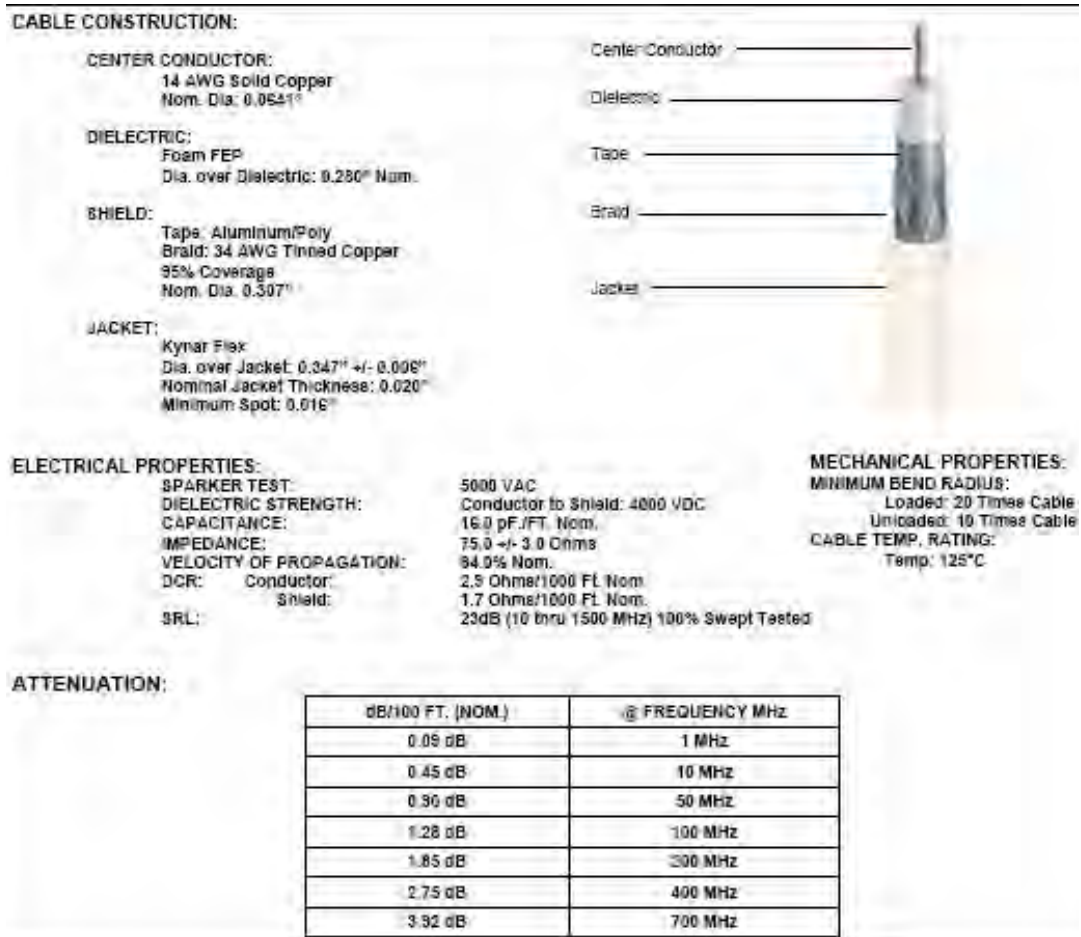 CABLE CONSTRUCTION:
CENTER CONDUCTOR:
14 AWG Solid Copper
Nom. Dia: 0.0641"
DIELECTRIC:
Foam FEP
Dia. over Dielectric: 0.280" Nom.
SHIELD:
Tape: Aluminum/Poly
Braid: 34 AWG Tinned Copper
95% Coverage
Nom. Dia. 0.307"
JACKET:
Kynar Flex
Dia. over Jacket: 0.347" +/- 0.006"
Nominal Jacket Thickness: 0.020"
Minimum Spot: 0.016"
Center Conductor
Dielectric
Tape
Braid
Jacket
ELECTRICAL PROPERTIES:
SPARKER TEST: 5000 VAC
DIELECTRIC STRENGTH: Conductor to Shield: 4000 VDC
CAPACITANCE: 16.0 pF./FT. Nom.
IMPEDANCE: 75.0 +/- 3.0 Ohms
VELOCITY OF PROPAGATION: 84.0% Nom.
DCR: Conductor: Ohms/1000 Ft. Nom.
Shield: 1.7 Ohms/1000 Ft. Nom.
SRL: 23dB (10 thru 1500 MHz) 100% Swept Tested
MECHANICAL PROPERTIES:
MINIMUM BEND RADIUS:
Loaded: 20 Times Cable
Unloaded: 10 Times Cable
CABLE TEMP. RATING:
Temp: 125°C
ATTENUATION:
dB/100 FT. (NOM.) @ FREQUENCY MHz
0.09 dB 1 MHz
0.45 dB 10 MHz
dB 50 MHz
1.28 dB 100 MHz
1.85 dB 200 MHz
2.75 dB 400 MHz
3.92 dB 700 MHz